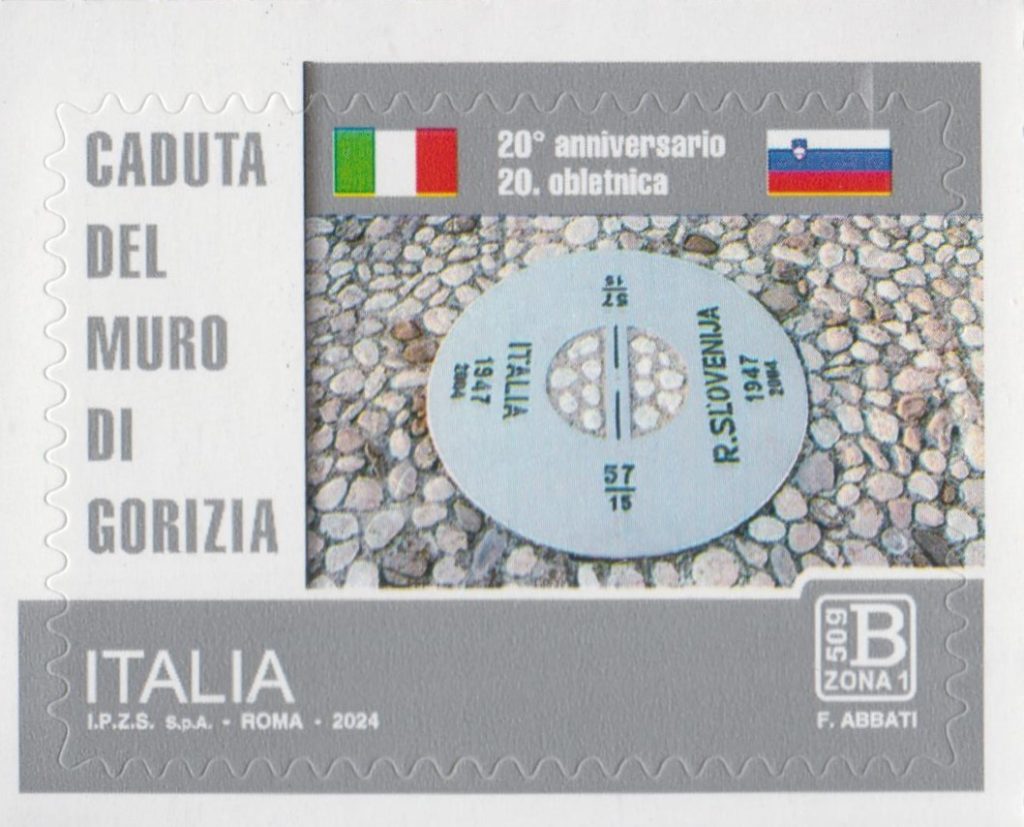 CADUTA
DEL
MURO
DI
GORIZIA
20° anniversario
20. obletnica
57
15
ITALIA
1947
2004
R.SLOVENIJA
1947
2004
57
15
ITALIA
I.P.Z.S. S.p.A. - ROMA - 2024
50g
B
ZONA 1
F. ABBATI